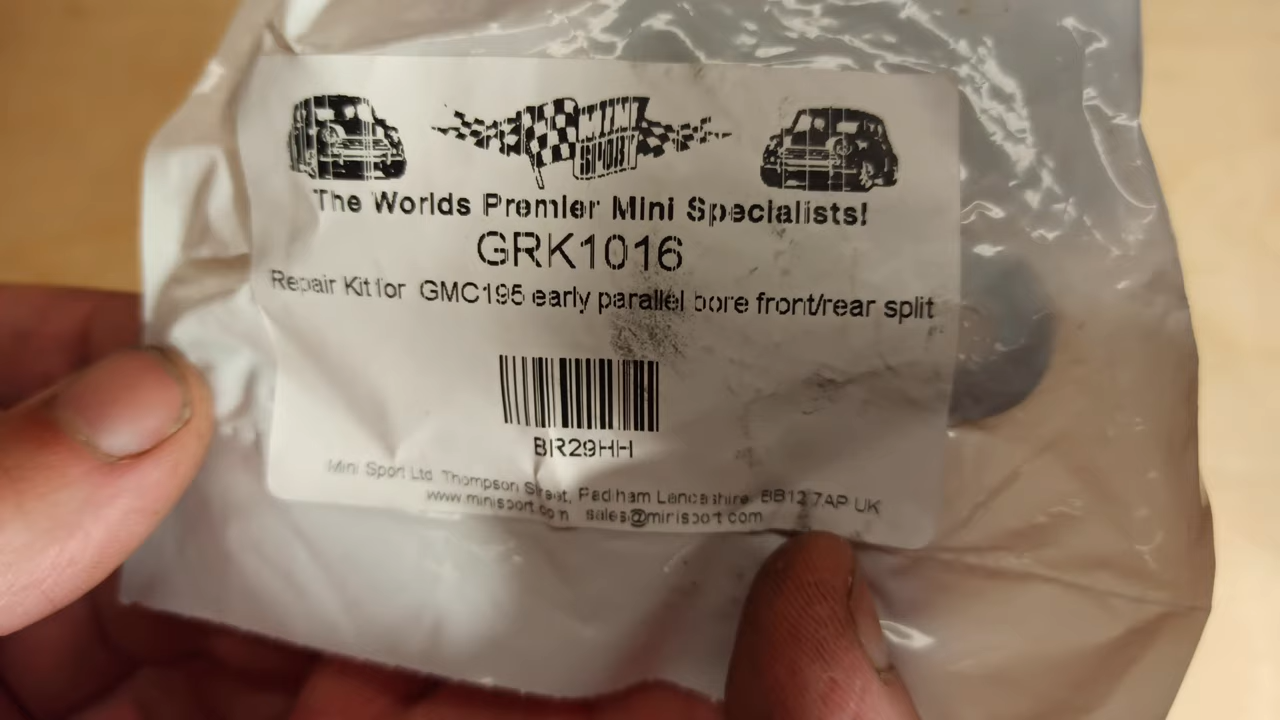 MINI
SPORT
The Worlds Premier Mini Specialists!
GRK1016
Repair Kit for GMC195 early parallel bore front/rear split
BR29HH
Mini Sport Ltd Thompson Street, Padiham Lancashire BB12 7AP UK
www.minisport.com sales@minisport.com